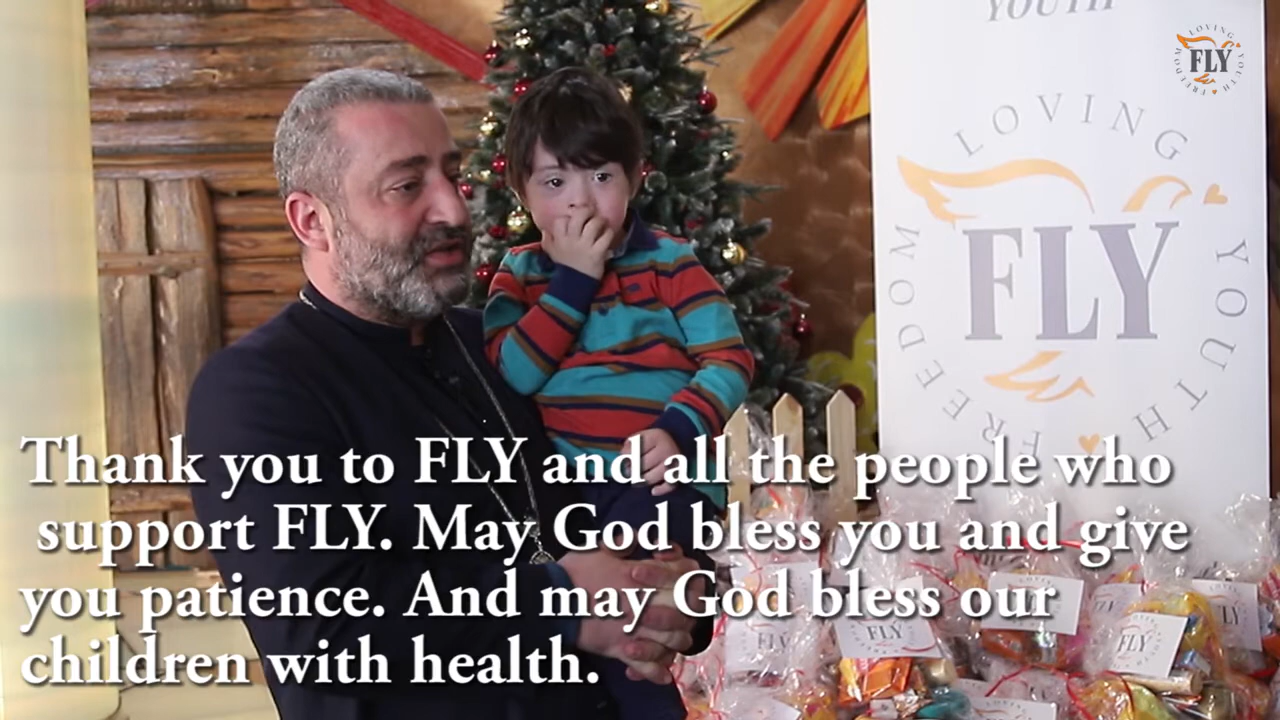 YOUTH
LOVING YOUTH FREEDOM
FLY
LOVING YOUTH FREEDOM
FLY
Thank you to FLY and all the people who
support FLY. May God bless you and give
you patience. And may God bless our
children with health.
FLY
FLY
FLY
FLY